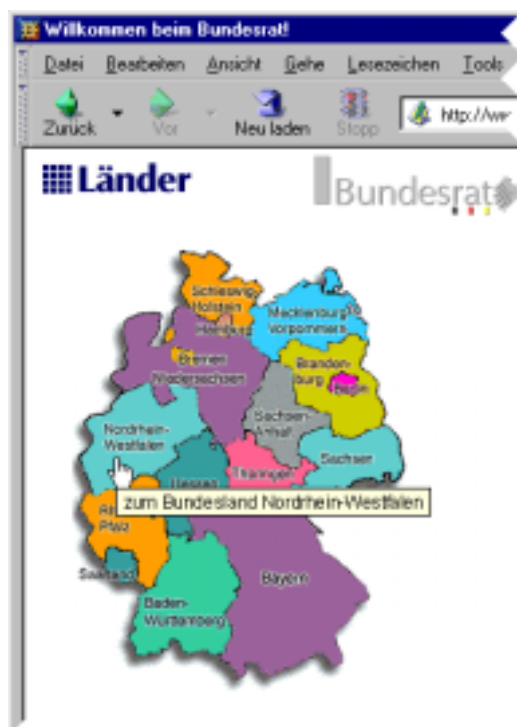 Willkommen beim Bundesrat!
Datei Bearbeiten Ansicht Gehe Lesezeichen Tools
Zurück Vor Neu laden Stopp http://ww
Länder Bundesrat
Schleswig-
Holstein
Mecklenburg
Vorpommern
Hamburg
Bremen
Niedersachsen
Branden-
burg
Berlin
Sachsen-
Anhalt
Nordrhein-
Westfalen
Sachsen
Thüringen
Hessen
zum Bundesland Nordrhein-Westfalen
Pfalz
Saarland
Bayern
Baden-
Württemberg